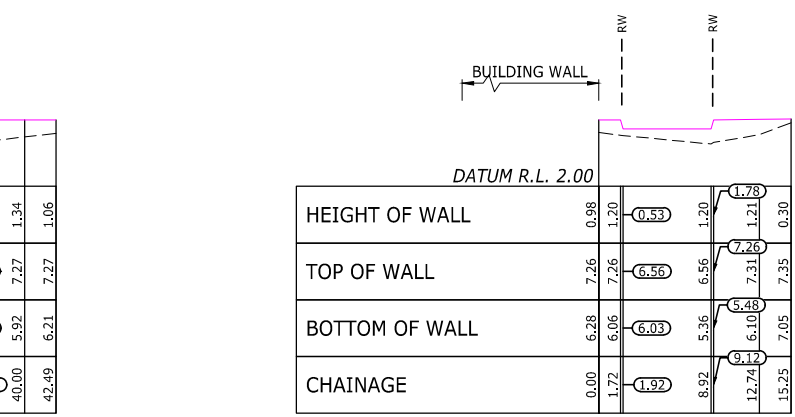 RW RW
BUILDING WALL
DATUM R.L. 2.00
1.34 1.06
HEIGHT OF WALL 0.98 1.20 0.53 1.20 1.78 1.21 0.30
7.27 7.27
TOP OF WALL 7.26 7.26 6.56 6.56 7.26 7.31 7.35
5.92 6.21
BOTTOM OF WALL 6.28 6.06 6.03 5.36 5.48 6.10 7.05
40.00 42.49
CHAINAGE 0.00 1.72 1.92 8.92 9.12 12.74 15.25